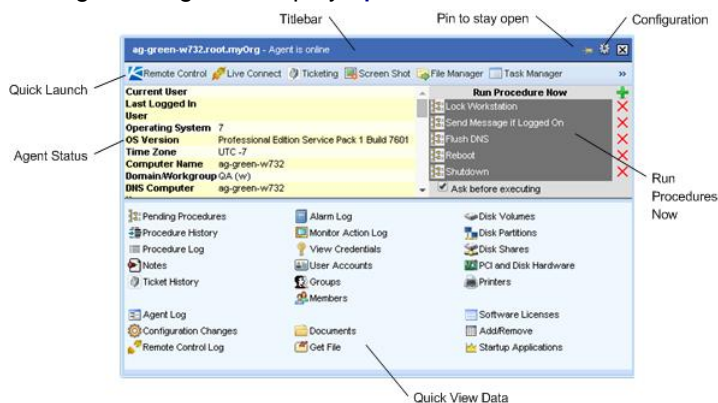 Titlebar
Pin to stay open
Configuration
ag-green-w732.root.myOrg - Agent is online
Quick Launch
Remote Control Live Connect Ticketing Screen Shot File Manager Task Manager »
Current User
Last Logged In
User
Operating System 7
OS Version Professional Edition Service Pack 1 Build 7601
Time Zone UTC -7
Computer Name ag-green-w732
Domain/Workgroup QA (w)
DNS Computer ag-green-w732
Agent Status
Run Procedure Now
Lock Workstation
Send Message if Logged On
Flush DNS
Reboot
Shutdown
Ask before executing
Run
Procedures
Now
Pending Procedures Alarm Log Disk Volumes
Procedure History Monitor Action Log Disk Partitions
Procedure Log View Credentials Disk Shares
Notes User Accounts PCI and Disk Hardware
Ticket History Groups Printers
Members
Agent Log Software Licenses
Configuration Changes Documents Add/Remove
Remote Control Log Get File Startup Applications
Quick View Data